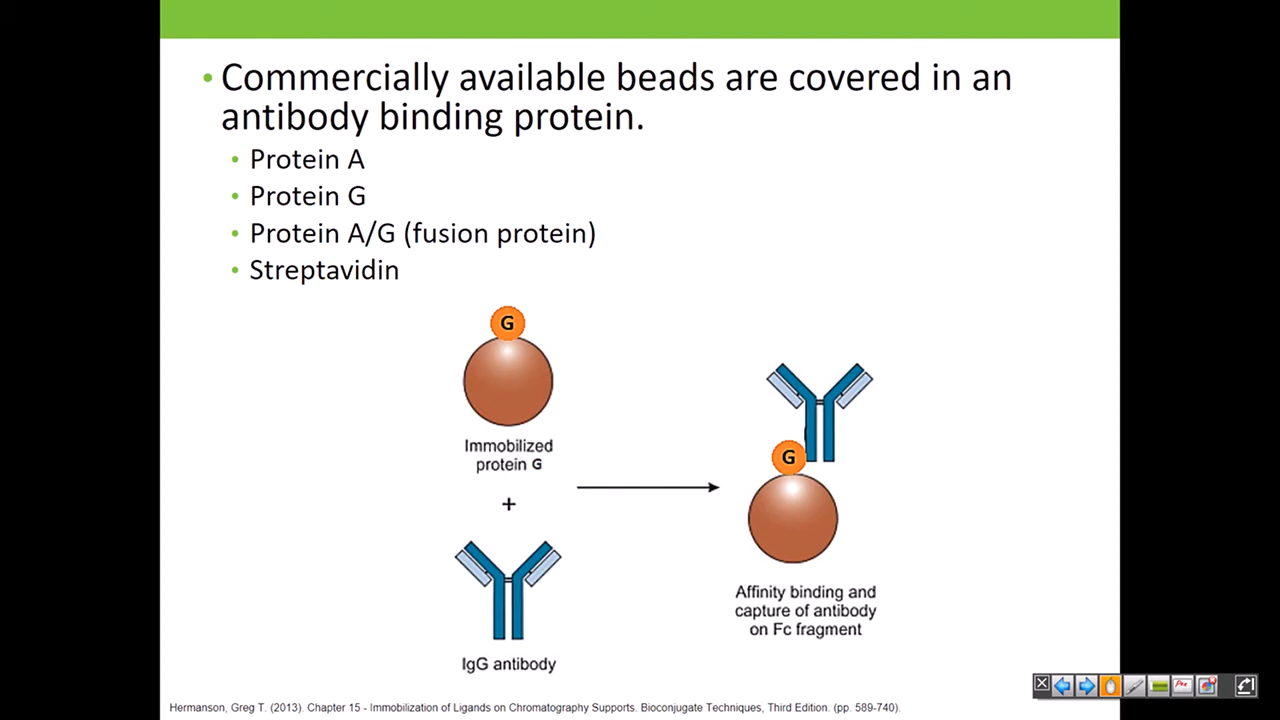 • Commercially available beads are covered in an
antibody binding protein.
• Protein A
• Protein G
• Protein A/G (fusion protein)
• Streptavidin
G
Immobilized
protein G
+
IgG antibody
G
Affinity binding and
capture of antibody
on Fc fragment
Hermanson, Greg T. (2013). Chapter 15 - Immobilization of Ligands on Chromatography Supports. Bioconjugate Techniques, Third Edition. (pp. 589-740).